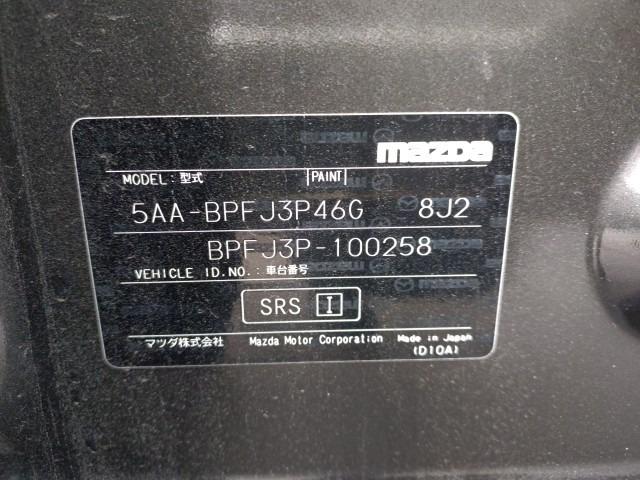 mazda
MODEL: 型式 PAINT
5AA-BPFJ3P46G 8J2
BPFJ3P-100258
VEHICLE ID.NO.: 車台番号
SRS I
マツダ株式会社 Mazda Motor Corporation Made in Japan
(D10A)